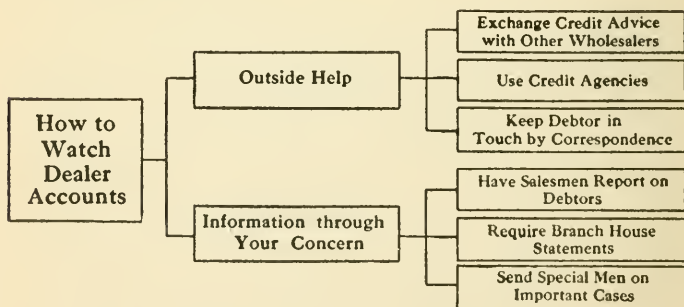 How to
Watch
Dealer
Accounts
Outside Help
Exchange Credit Advice
with Other Wholesalers
Use Credit Agencies
Keep Debtor in
Touch by Correspondence
Information through
Your Concern
Have Salesmen Report on
Debtors
Require Branch House
Statements
Send Special Men on
Important Cases